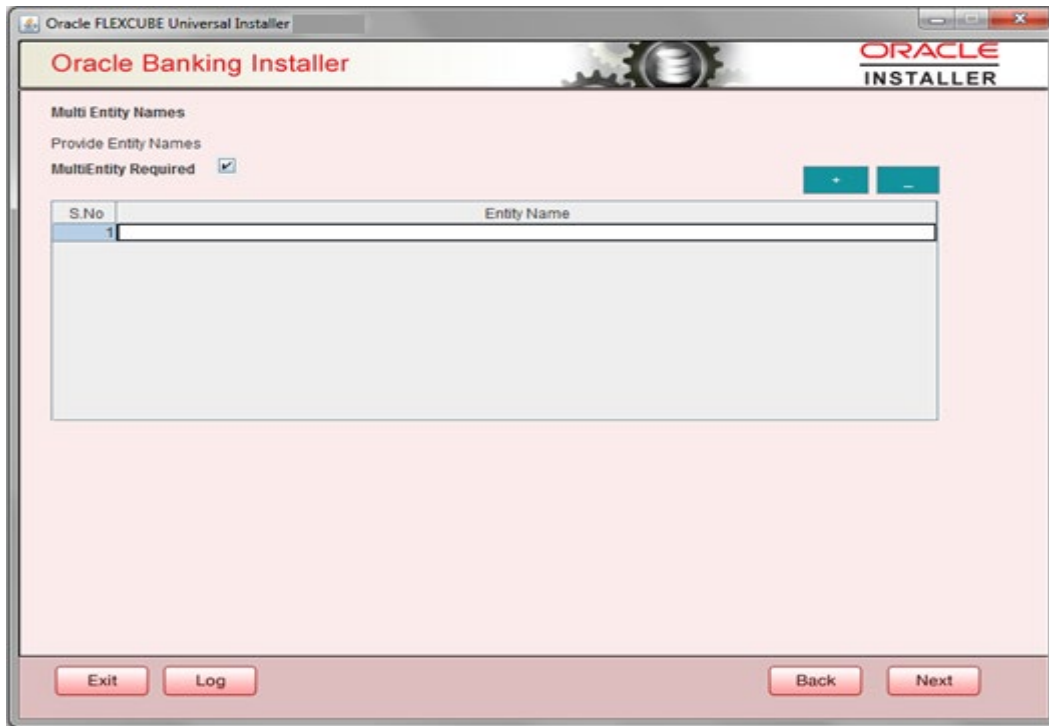 Oracle FLEXCUBE Universal Installer
Oracle Banking Installer
ORACLE
INSTALLER
Multi Entity Names
Provide Entity Names
MultiEntity Required
+ _
S.No Entity Name
1
Exit Log Back Next